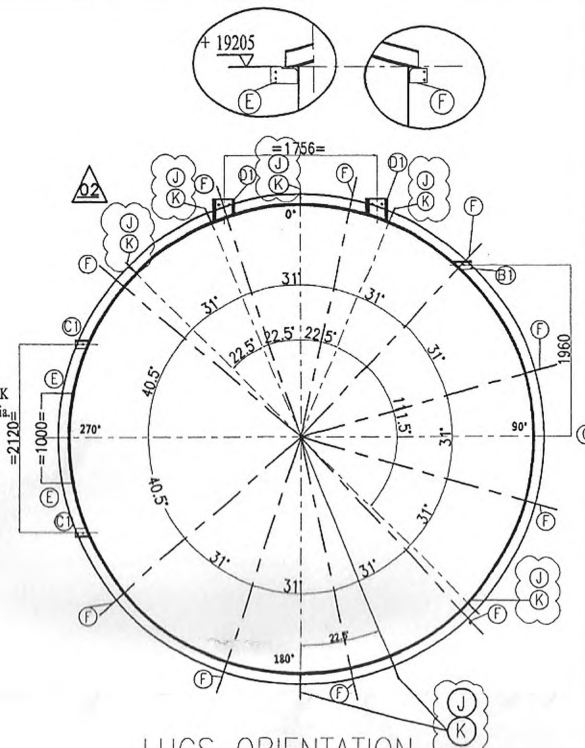 + 19205
E
F
=1756=
02
J
K
F
D1
J
K
F
D1
J
K
F
J
K
F
0°
B1
31°
31°
31°
31°
22.5°
22.5°
22.5°
C1
F
1960
40.5°
111.5°
E
K
=2120=
=1000=
270°
90°
31°
E
40.5°
C1
F
31°
31°
31°
31°
J
K
F
F
22.5°
180°
F
F
J
K
LUGS ORIENTATION